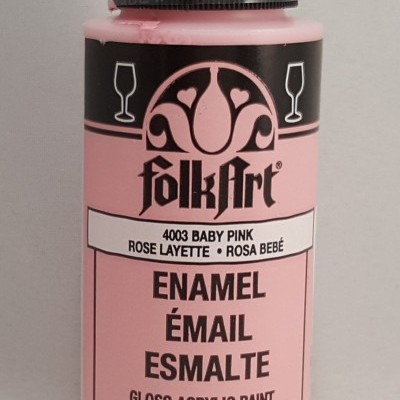 folkArt®
4003 BABY PINK
ROSE LAYETTE • ROSA BEBÉ
ENAMEL
ÉMAIL
ESMALTE
GLOSS ACRYLIC PAINT